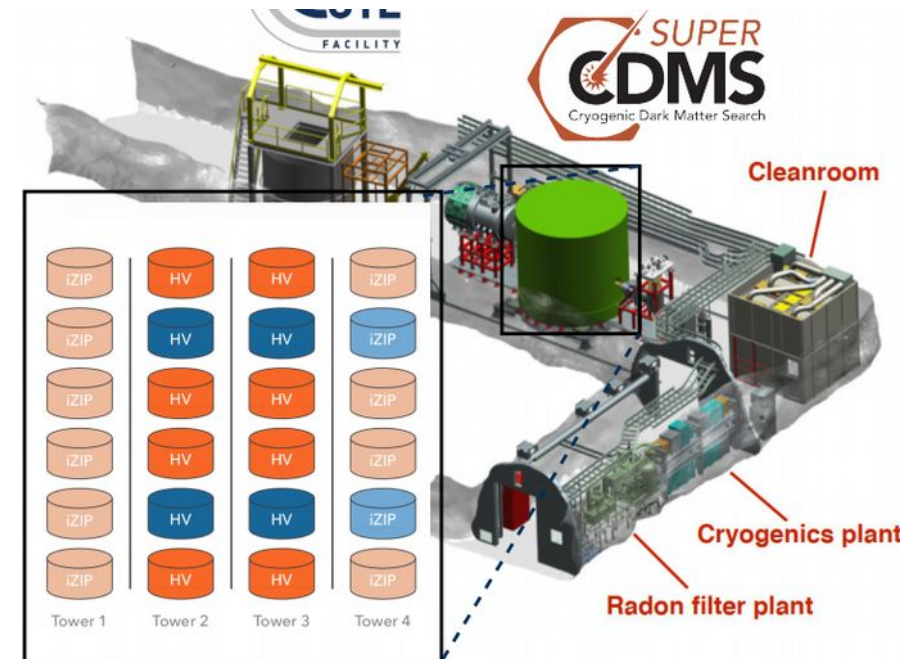 FACILITY
SUPER
CDMS
Cryogenic Dark Matter Search
Cleanroom
iZIP HV HV iZIP
iZIP HV HV iZIP
iZIP HV HV iZIP
iZIP HV HV iZIP
iZIP HV HV iZIP
iZIP HV HV iZIP
Tower 1 Tower 2 Tower 3 Tower 4
Cryogenics plant
Radon filter plant